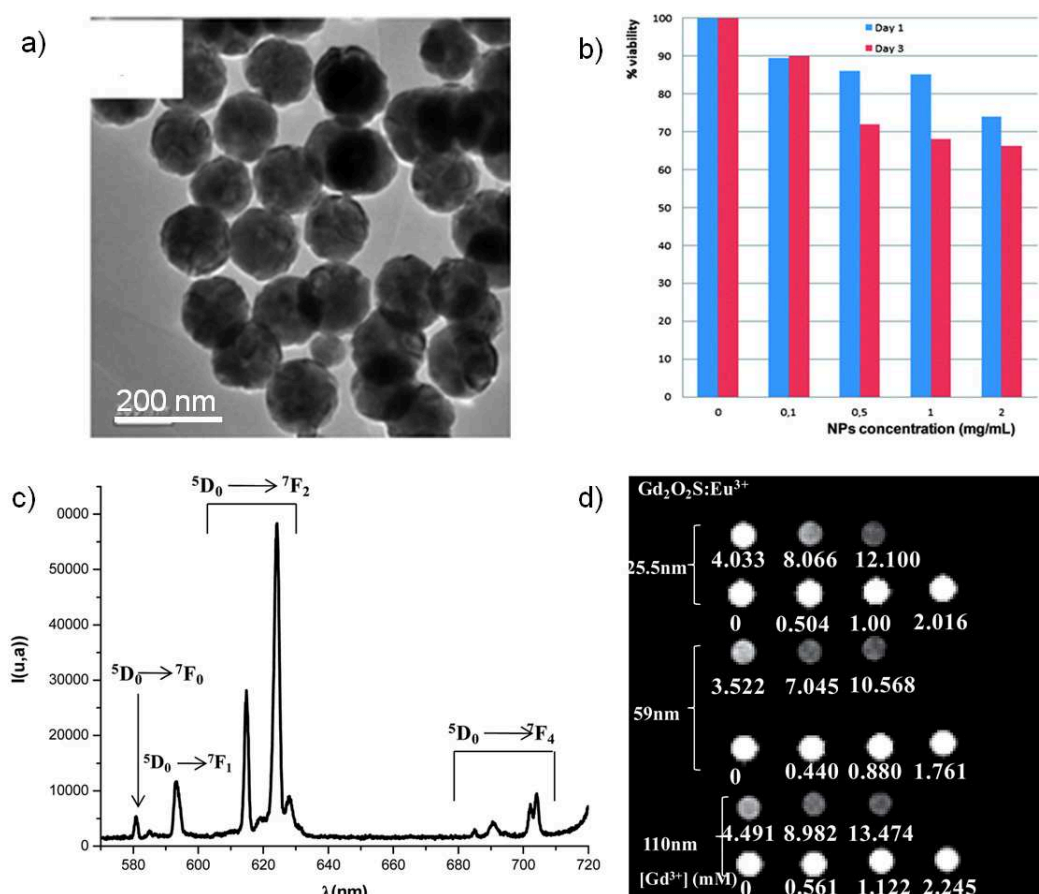 a)
200 nm
b)
% viability
Day 1
Day 3
100
90
80
70
60
50
40
30
20
10
0
0 0,1 0,5 1 2
NPs concentration (mg/mL)
c)
⁵D₀ → ⁷F₂
⁵D₀ → ⁷F₀
⁵D₀ → ⁷F₁
⁵D₀ → ⁷F₄
I(u,a))
0000
50000
40000
30000
20000
10000
0
580 600 620 640 660 680 700 720
λ(nm)
d)
Gd₂O₂S:Eu³⁺
25.5nm
4.033 8.066 12.100
0 0.504 1.00 2.016
59nm
3.522 7.045 10.568
0 0.440 0.880 1.761
110nm
4.491 8.982 13.474
[Gd³⁺] (mM)
0 0.561 1.122 2.245